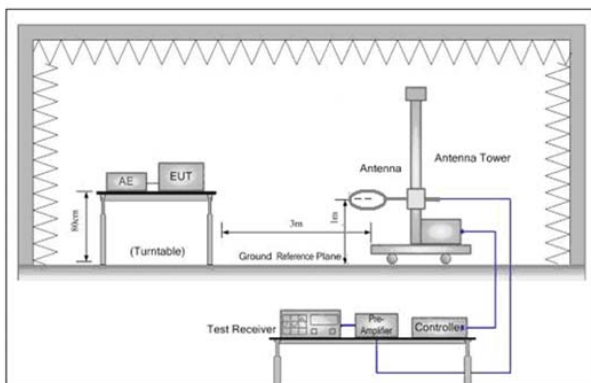 Antenna Tower
Antenna
EUT
AE
80cm
3m
1m
(Turntable)
Ground Reference Plane
Test Receiver
Pre-
Amplifier
Controller